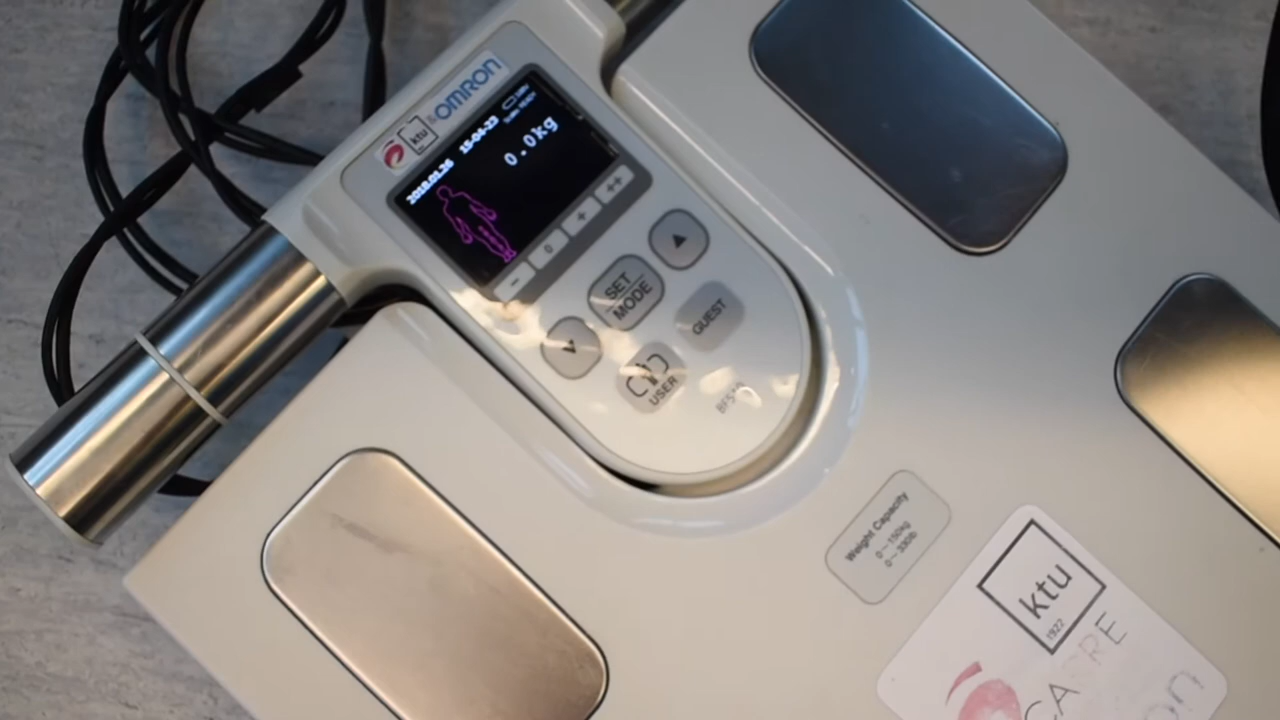 ktu & OMRON
2018.01.26 15-04-23
0.0kg
- 0 + ++
SET
MODE
GUEST
USER
Weight Capacity
0~150kg
0~330lb
ktu
1922